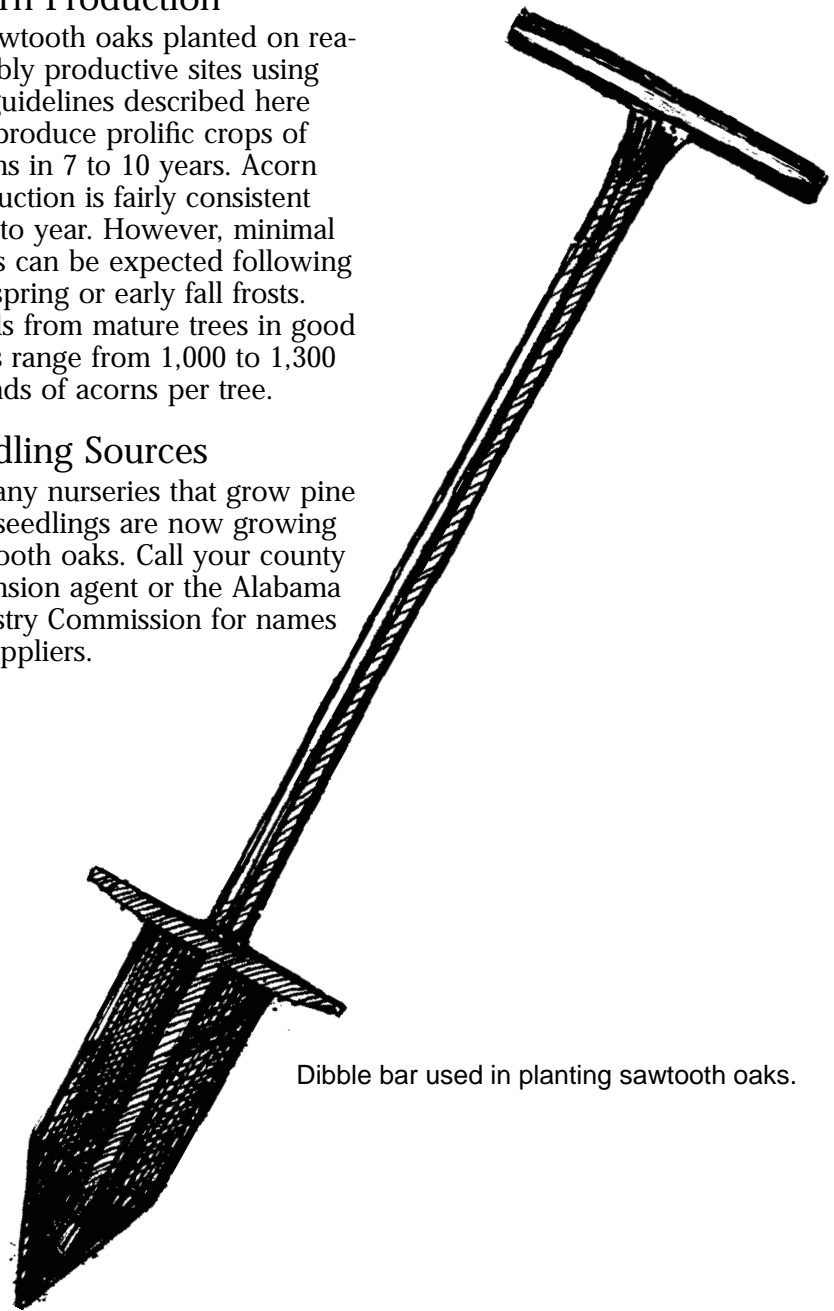 rn Production
wtooth oaks planted on rea-
bly productive sites using
guidelines described here
produce prolific crops of
ns in 7 to 10 years. Acorn
uction is fairly consistent
to year. However, minimal
s can be expected following
spring or early fall frosts.
ds from mature trees in good
s range from 1,000 to 1,300
nds of acorns per tree.
dling Sources
any nurseries that grow pine
seedlings are now growing
ooth oaks. Call your county
nsion agent or the Alabama
stry Commission for names
ppliers.
Dibble bar used in planting sawtooth oaks.